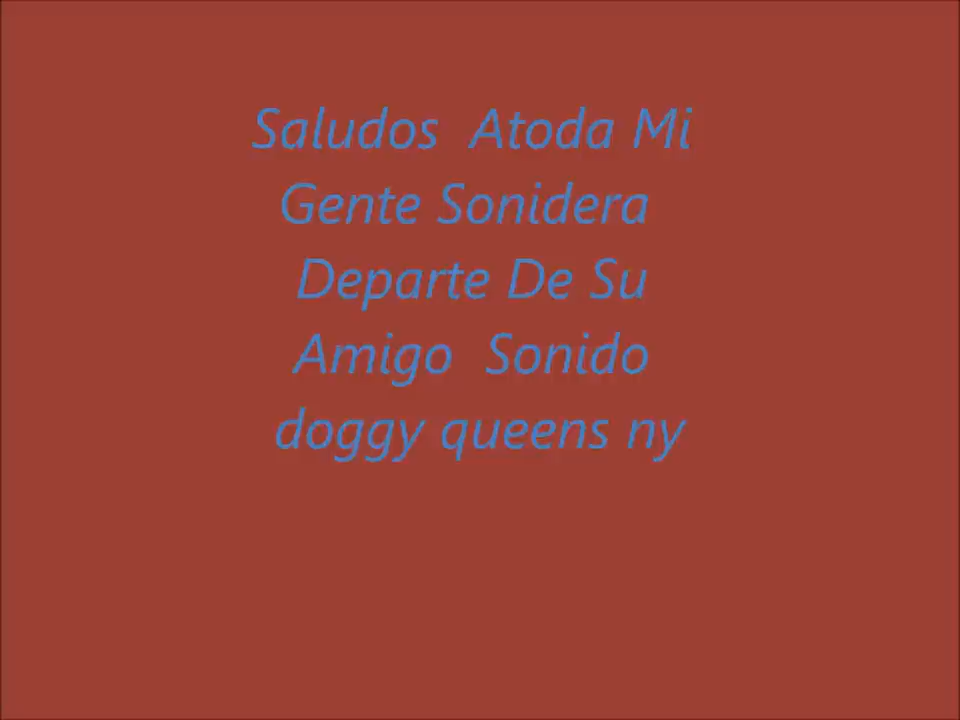 Saludos Atoda Mi
Gente Sonidera
Departe De Su
Amigo Sonido
doggy queens ny